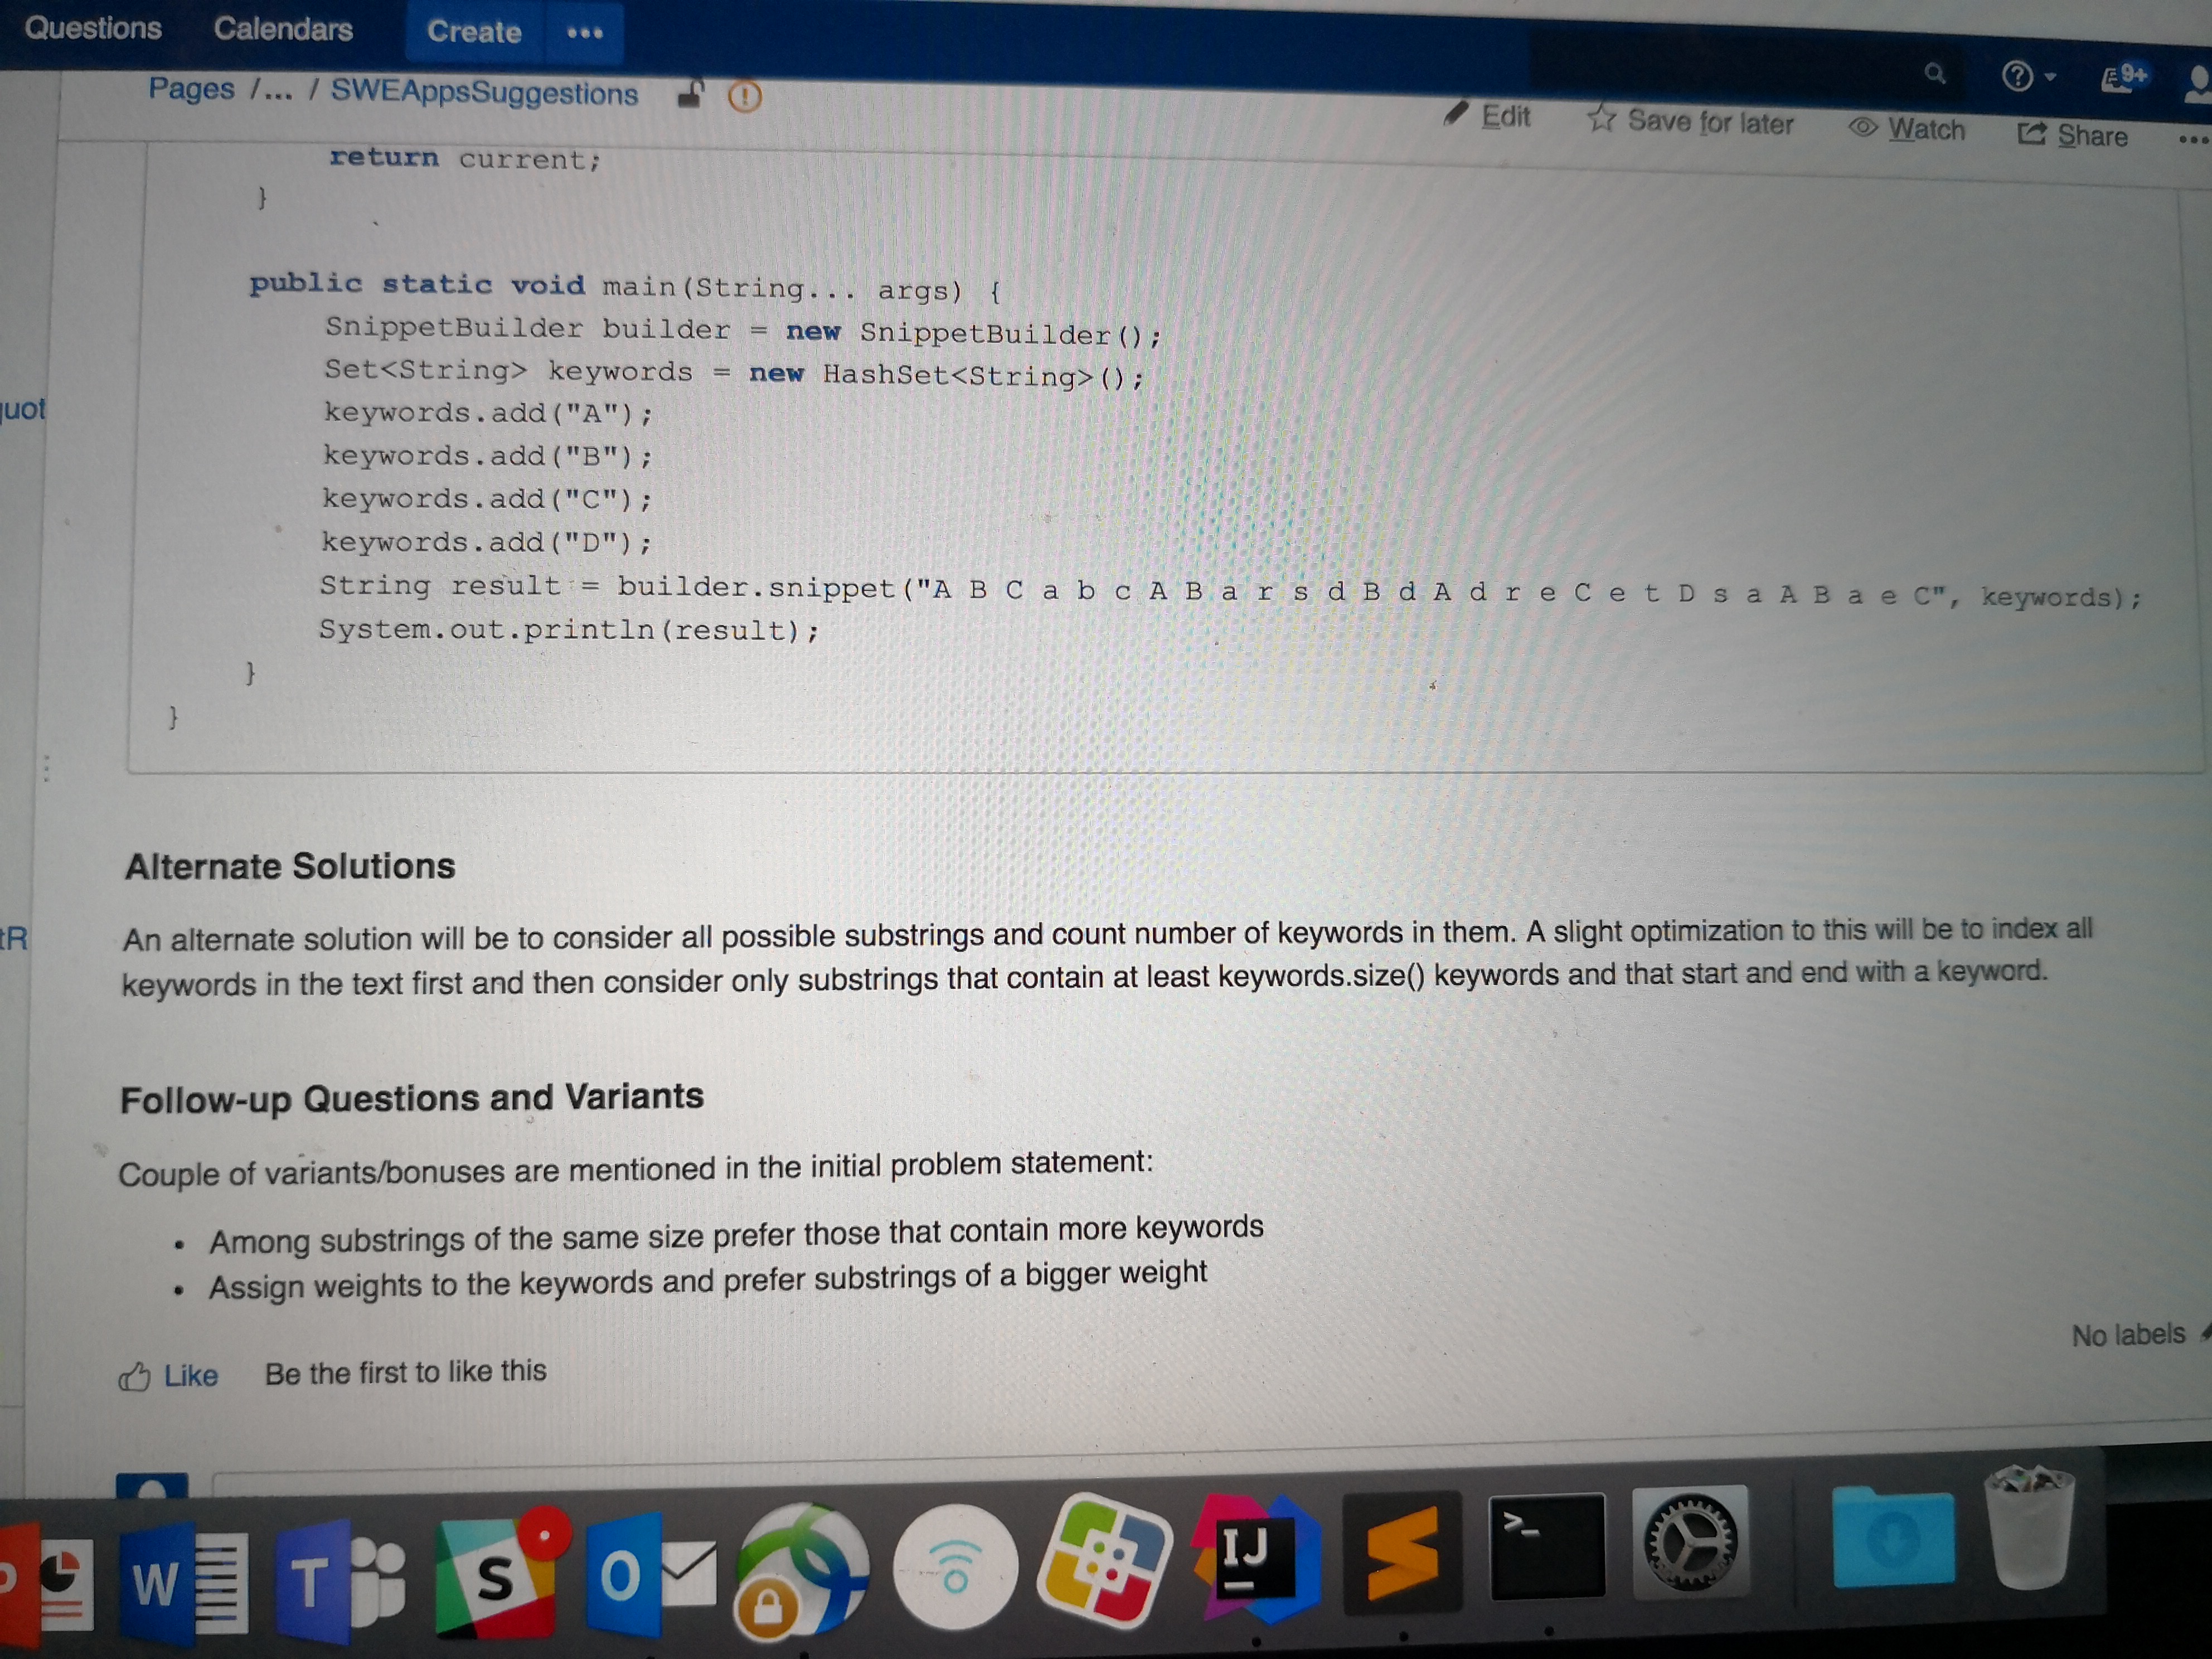 Questions Calendars Create •••
Pages /... / SWEAppsSuggestions
9+
Edit Save for later Watch Share •••
return current;
}
public static void main(String... args) {
SnippetBuilder builder = new SnippetBuilder();
Set<String> keywords = new HashSet<String>();
uot
keywords.add("A");
keywords.add("B");
keywords.add("C");
keywords.add("D");
String result = builder.snippet("A B C a b c A B a r s d B d A d r e C e t D s a A B a e C", keywords);
System.out.println(result);
}
}
Alternate Solutions
tR
An alternate solution will be to consider all possible substrings and count number of keywords in them. A slight optimization to this will be to index all
keywords in the text first and then consider only substrings that contain at least keywords.size() keywords and that start and end with a keyword.
Follow-up Questions and Variants
Couple of variants/bonuses are mentioned in the initial problem statement:
• Among substrings of the same size prefer those that contain more keywords
• Assign weights to the keywords and prefer substrings of a bigger weight
No labels
Like Be the first to like this
W T S O IJ >_